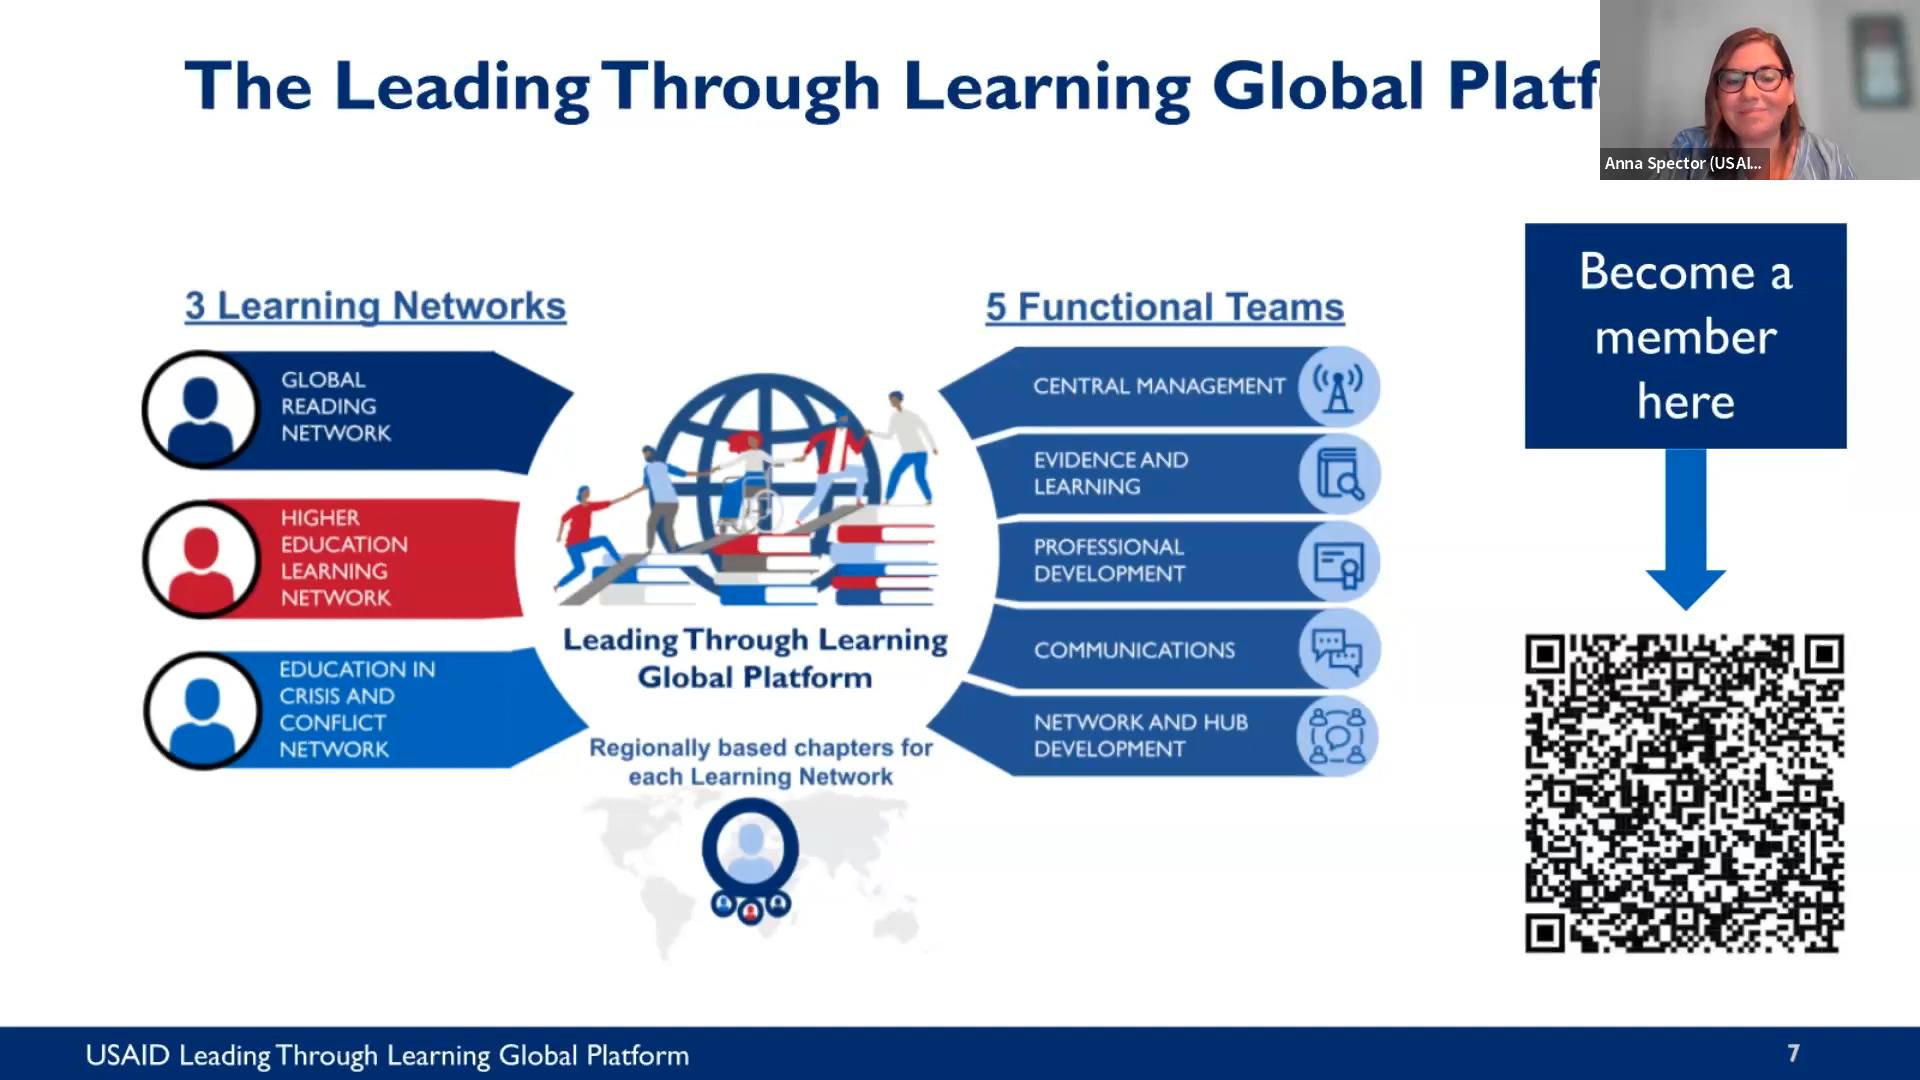 The Leading Through Learning Global Platf
Anna Spector (USAI...
3 Learning Networks
GLOBAL
READING
NETWORK
HIGHER
EDUCATION
LEARNING
NETWORK
EDUCATION IN
CRISIS AND
CONFLICT
NETWORK
Leading Through Learning
Global Platform
Regionally based chapters for
each Learning Network
5 Functional Teams
CENTRAL MANAGEMENT
EVIDENCE AND
LEARNING
PROFESSIONAL
DEVELOPMENT
COMMUNICATIONS
NETWORK AND HUB
DEVELOPMENT
Become a
member
here
USAID Leading Through Learning Global Platform
7